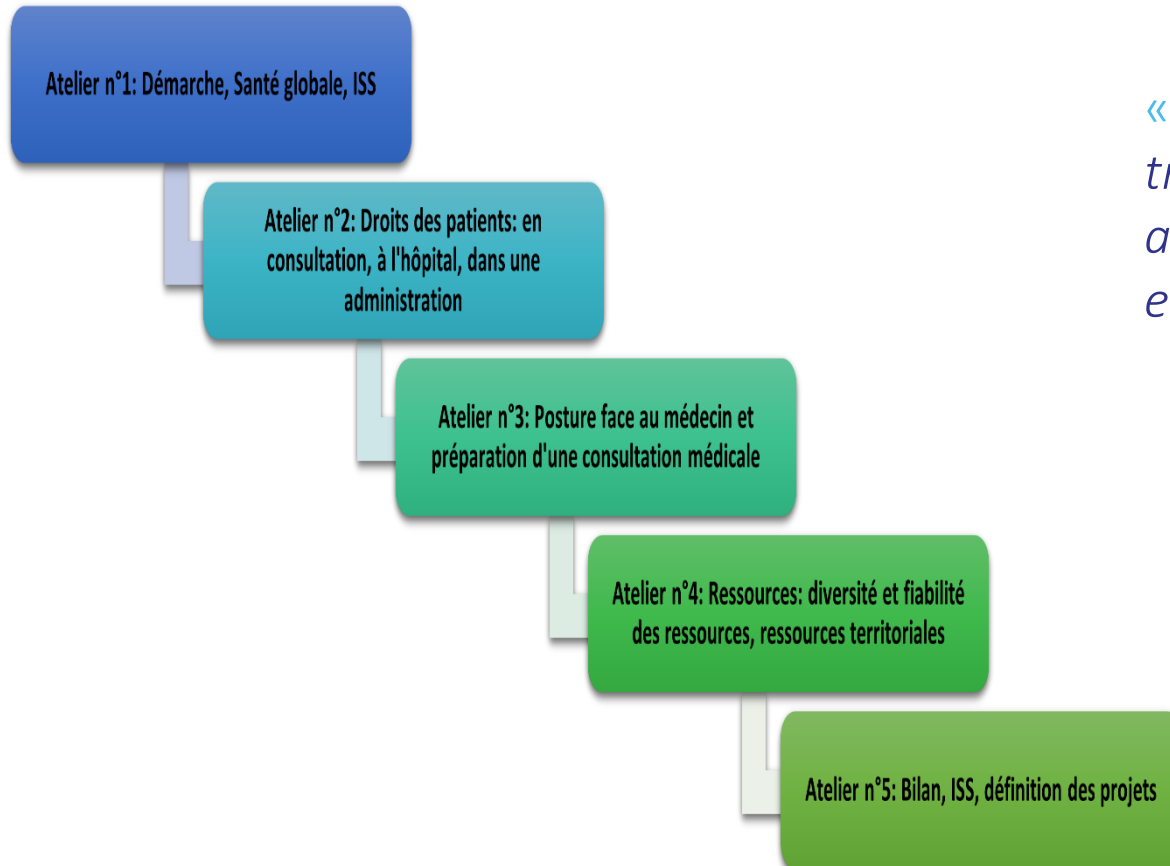 Atelier n°1: Démarche, Santé globale, ISS
Atelier n°2: Droits des patients: en
consultation, à l'hôpital, dans une
administration
Atelier n°3: Posture face au médecin et
préparation d'une consultation médicale
Atelier n°4: Ressources: diversité et fiabilité
des ressources, ressources territoriales
Atelier n°5: Bilan, ISS, définition des projets
«